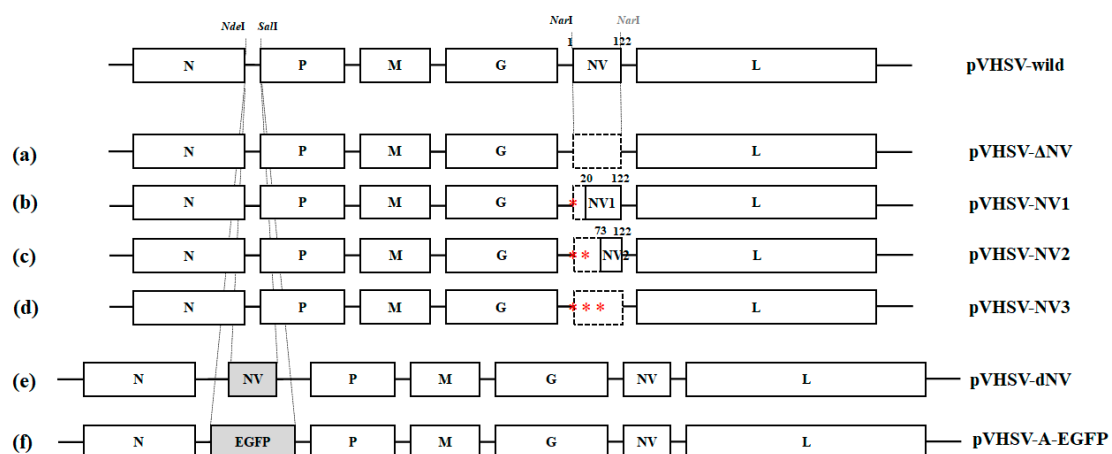 NdeI SalI NarI NarI
1 122
N P M G NV L pVHSV-wild
(a) N P M G L pVHSV-ΔNV
20 122
(b) N P M G * NV1 L pVHSV-NV1
73 122
(c) N P M G ** NV2 L pVHSV-NV2
(d) N P M G *** L pVHSV-NV3
(e) N NV P M G NV L pVHSV-dNV
(f) N EGFP P M G NV L pVHSV-A-EGFP